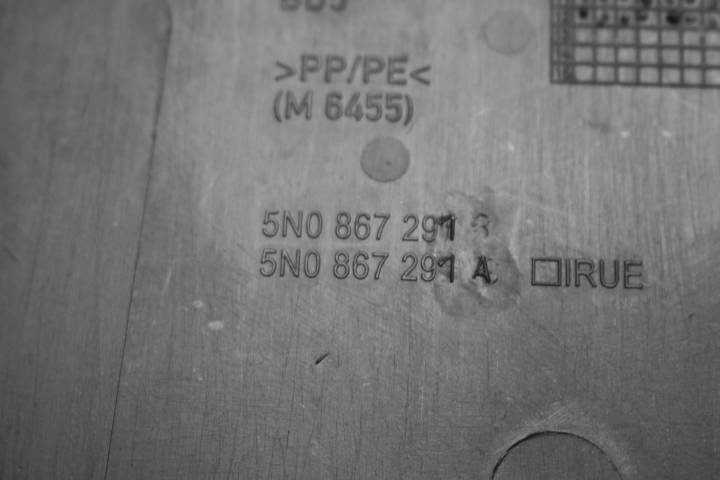 >PP/PE<
(M 6455)
5N0 867 291
5N0 867 291 A □IRUE